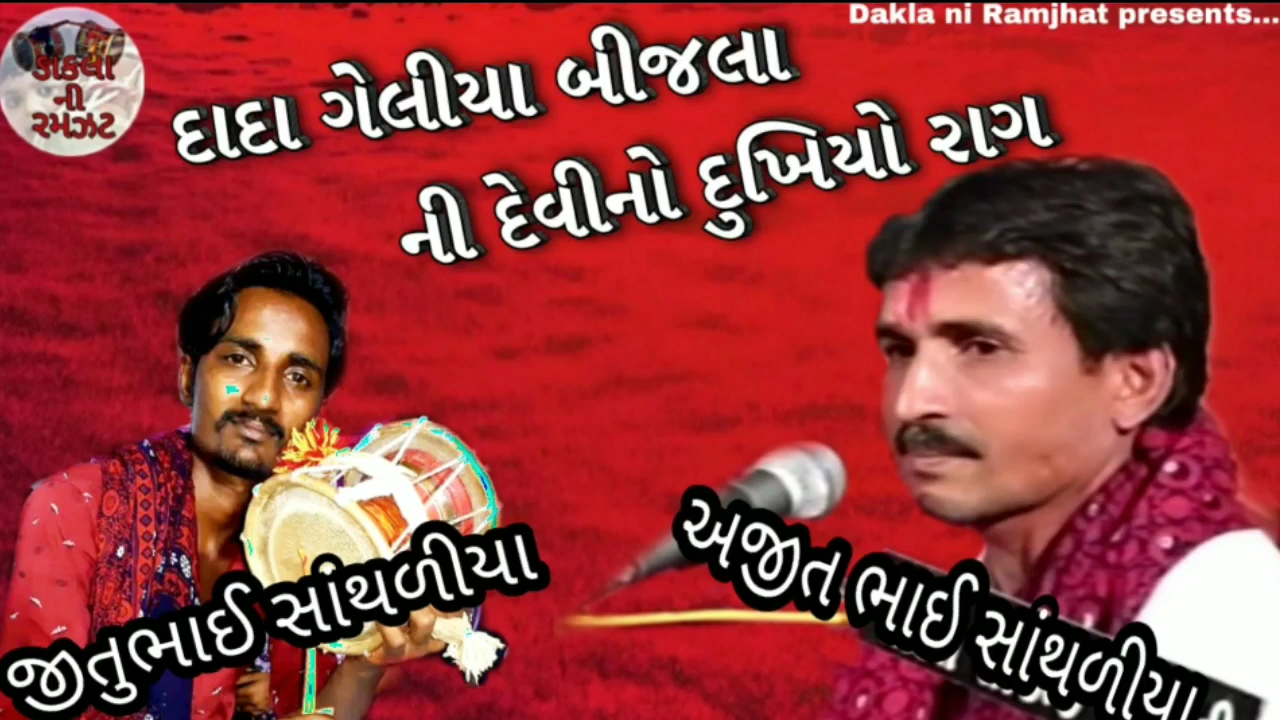 Dakla ni Ramjhat presents...
ડાકલા
ની
રમઝટ
દાદા ગેલીયા બીજલા
ની દેવીનો દુખિયો રાગ
જીતુભાઈ સાંથળીયા
અજીત ભાઈ સાંથળીયા